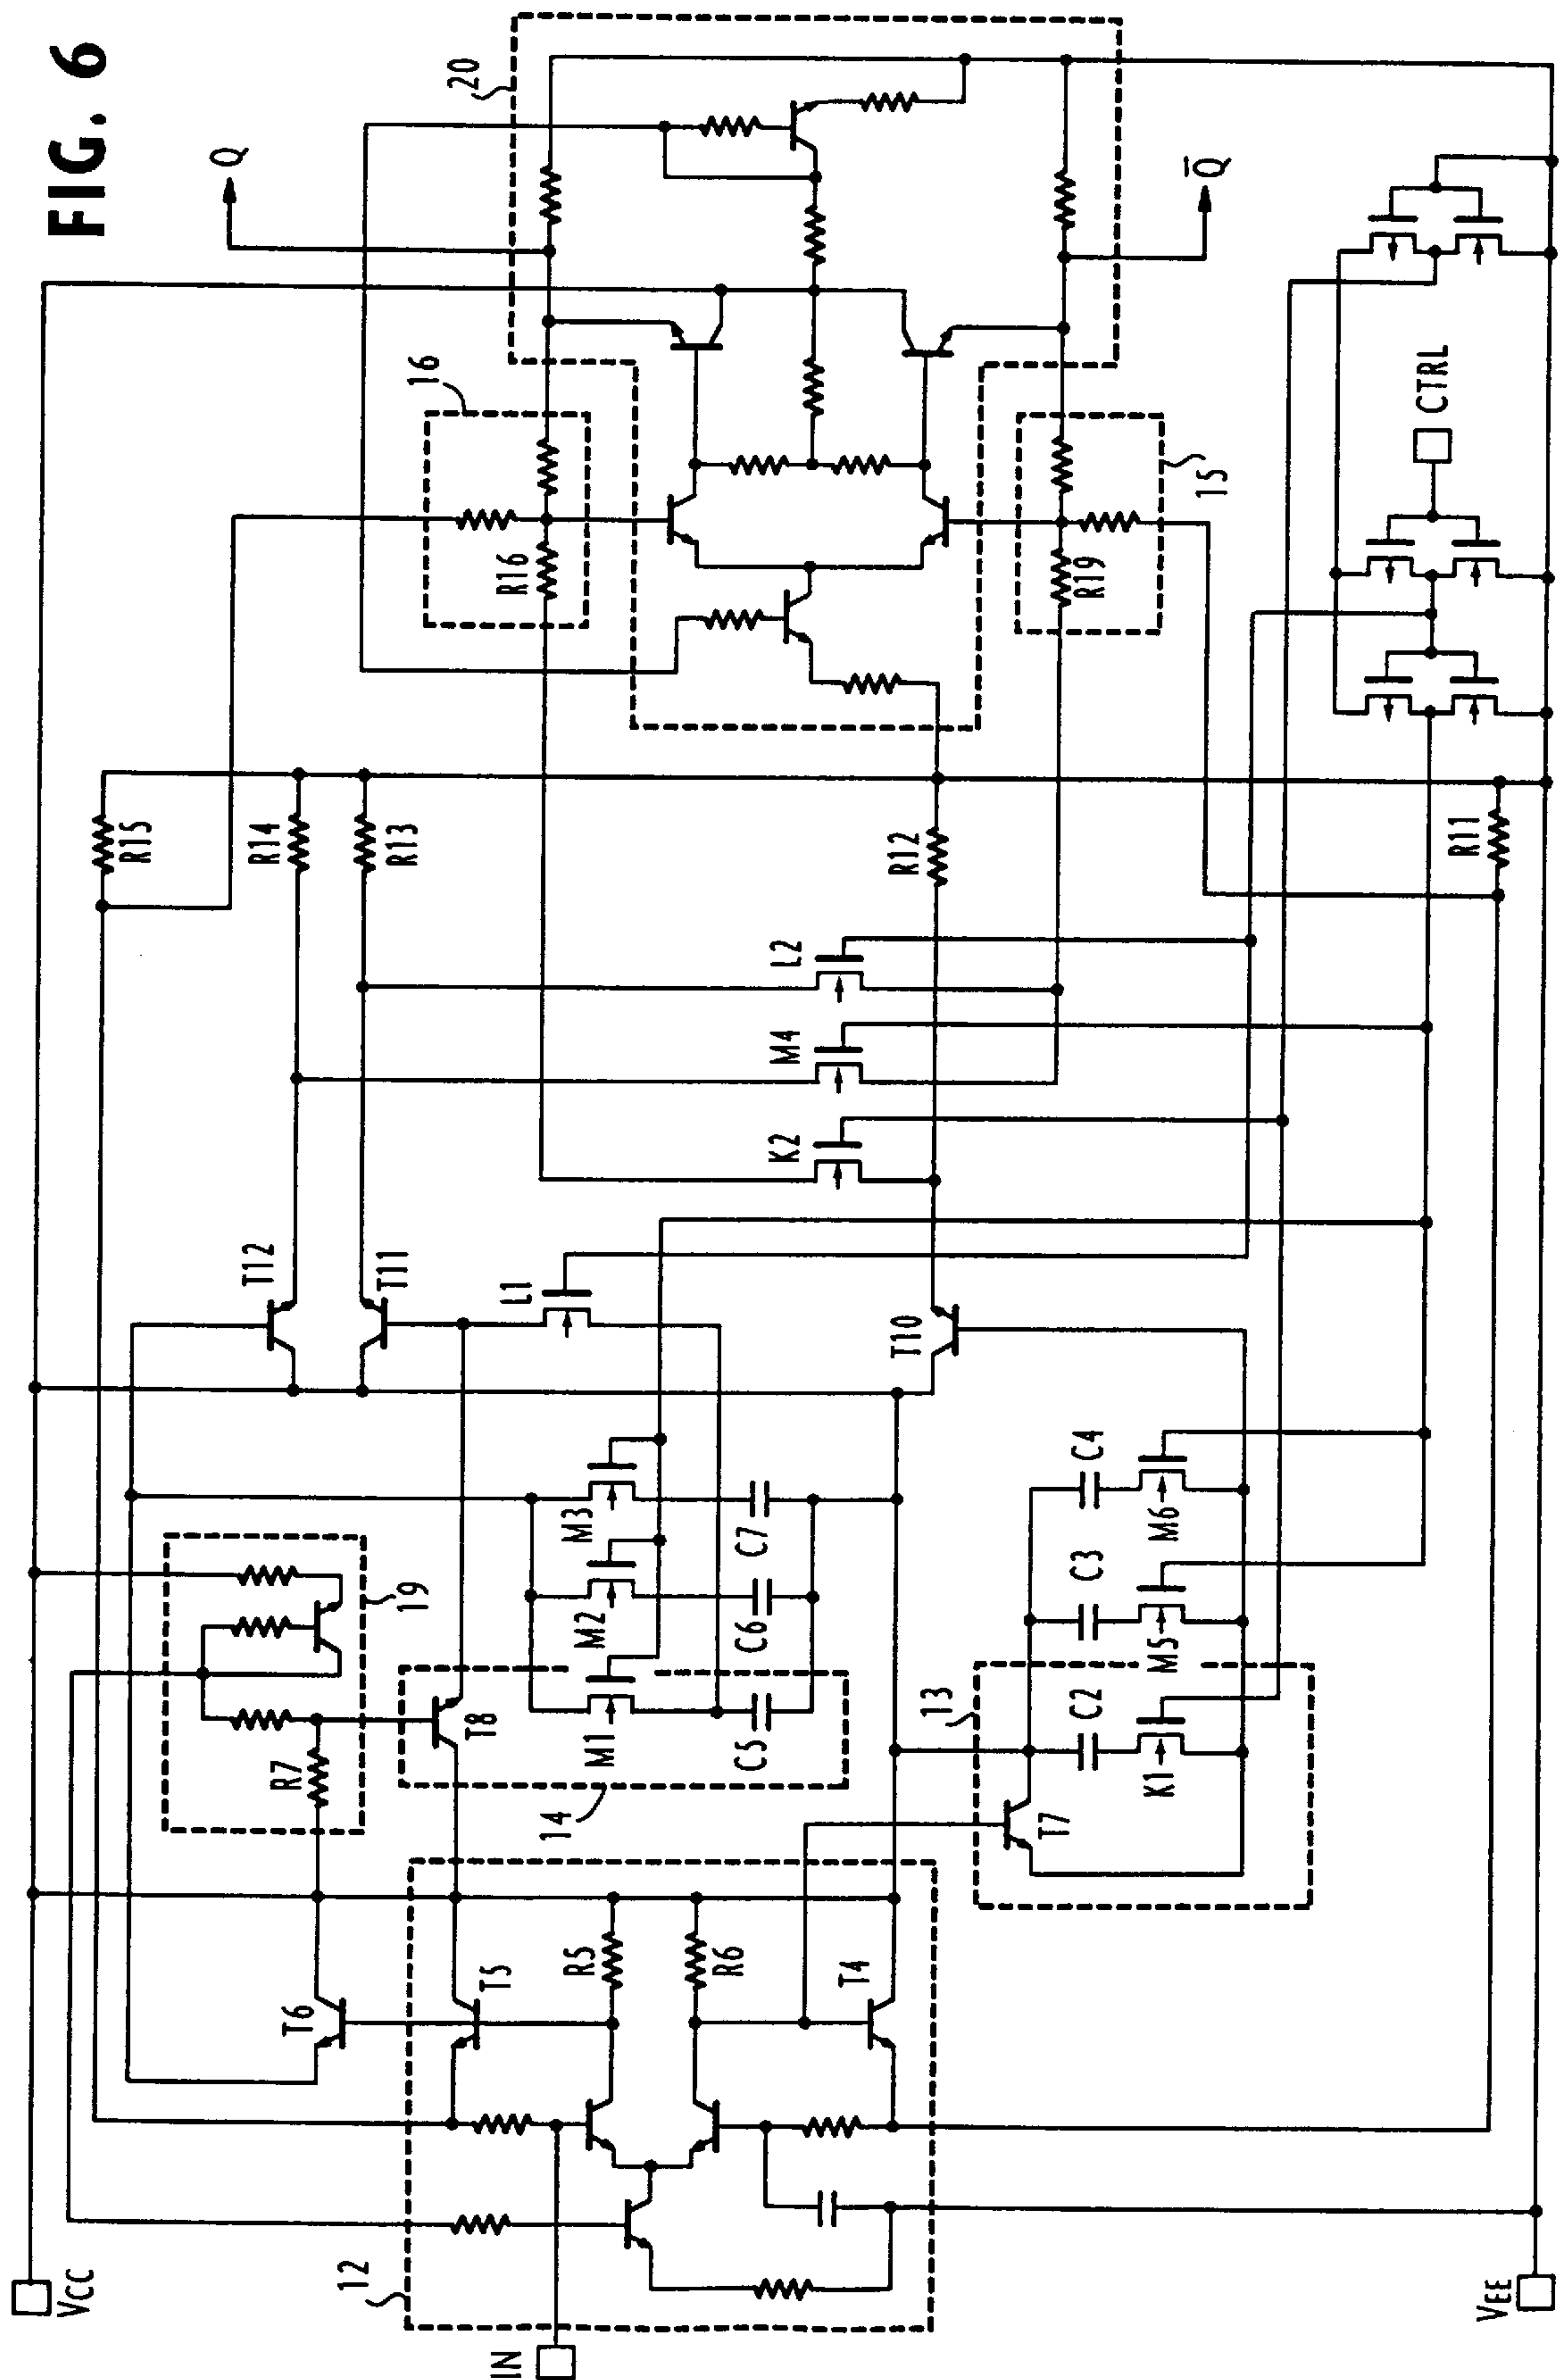 FIG. 6
VCC
IN
VEE
12
T6
T5
R5
R6
T4
R7
19
T8
14
M1
M2
M3
C5
C6
C7
13
T7
C2
C3
C4
K1
M5
M6
T12
T11
L1
T10
K2
M4
L2
R15
R14
R13
R12
R11
16
R16
R19
15
20
Q
Q̅
CTRL